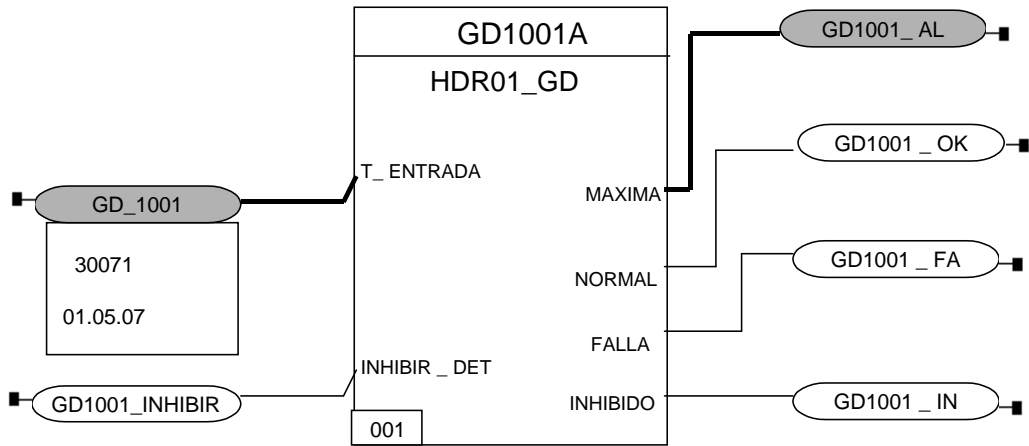 GD1001A
HDR01_GD
GD1001_ AL
T_ ENTRADA
MAXIMA
GD1001 _ OK
GD_1001
30071
01.05.07
NORMAL
GD1001 _ FA
FALLA
INHIBIR _ DET
GD1001_INHIBIR
INHIBIDO
GD1001 _ IN
001